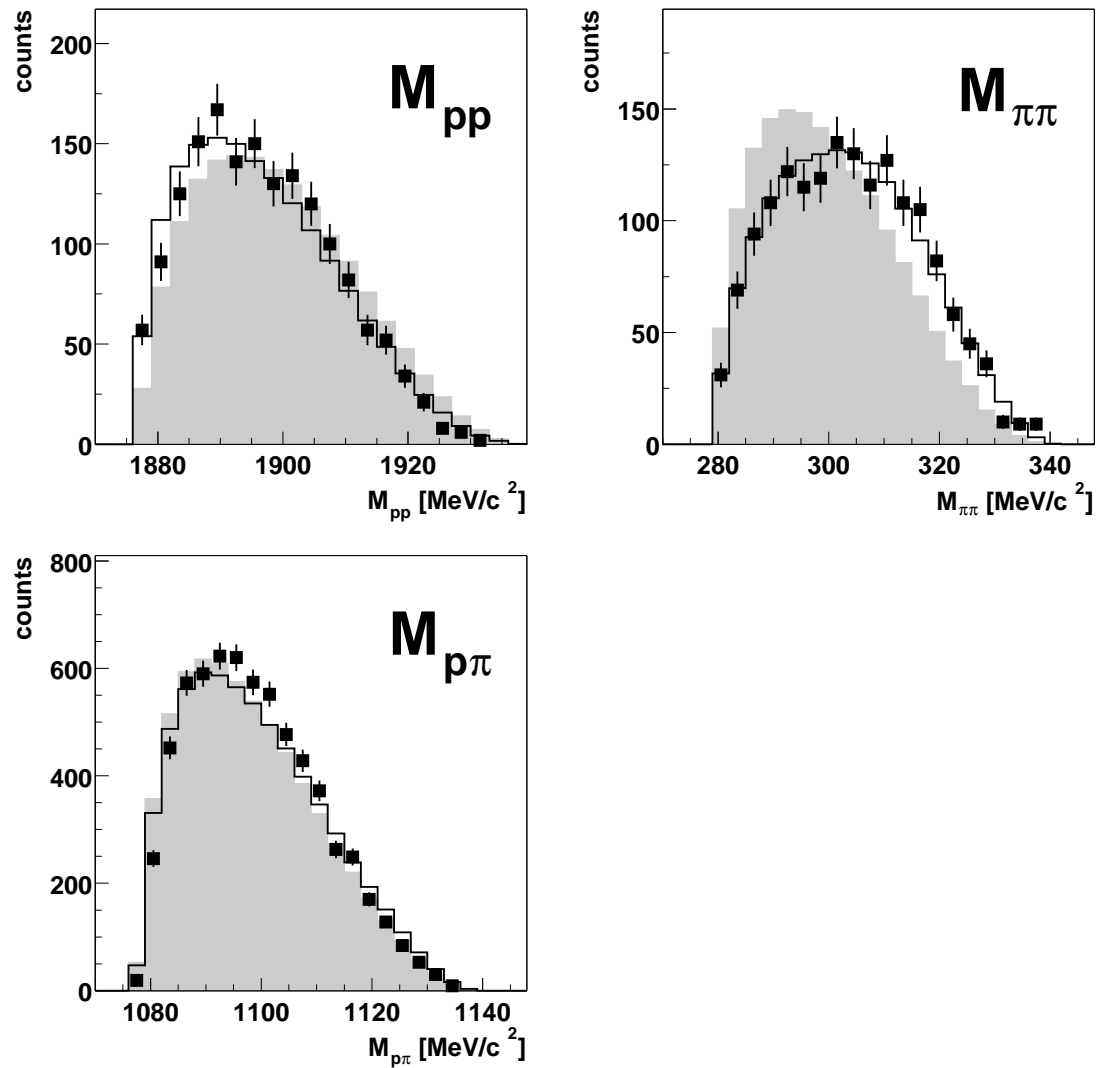 counts
200
150
100
50
0
M pp
1880 1900 1920
M pp [MeV/c 2]
counts
150
100
50
0
M ππ
280 300 320 340
M ππ [MeV/c 2]
counts
800
600
400
200
0
M pπ
1080 1100 1120 1140
M pπ [MeV/c 2]